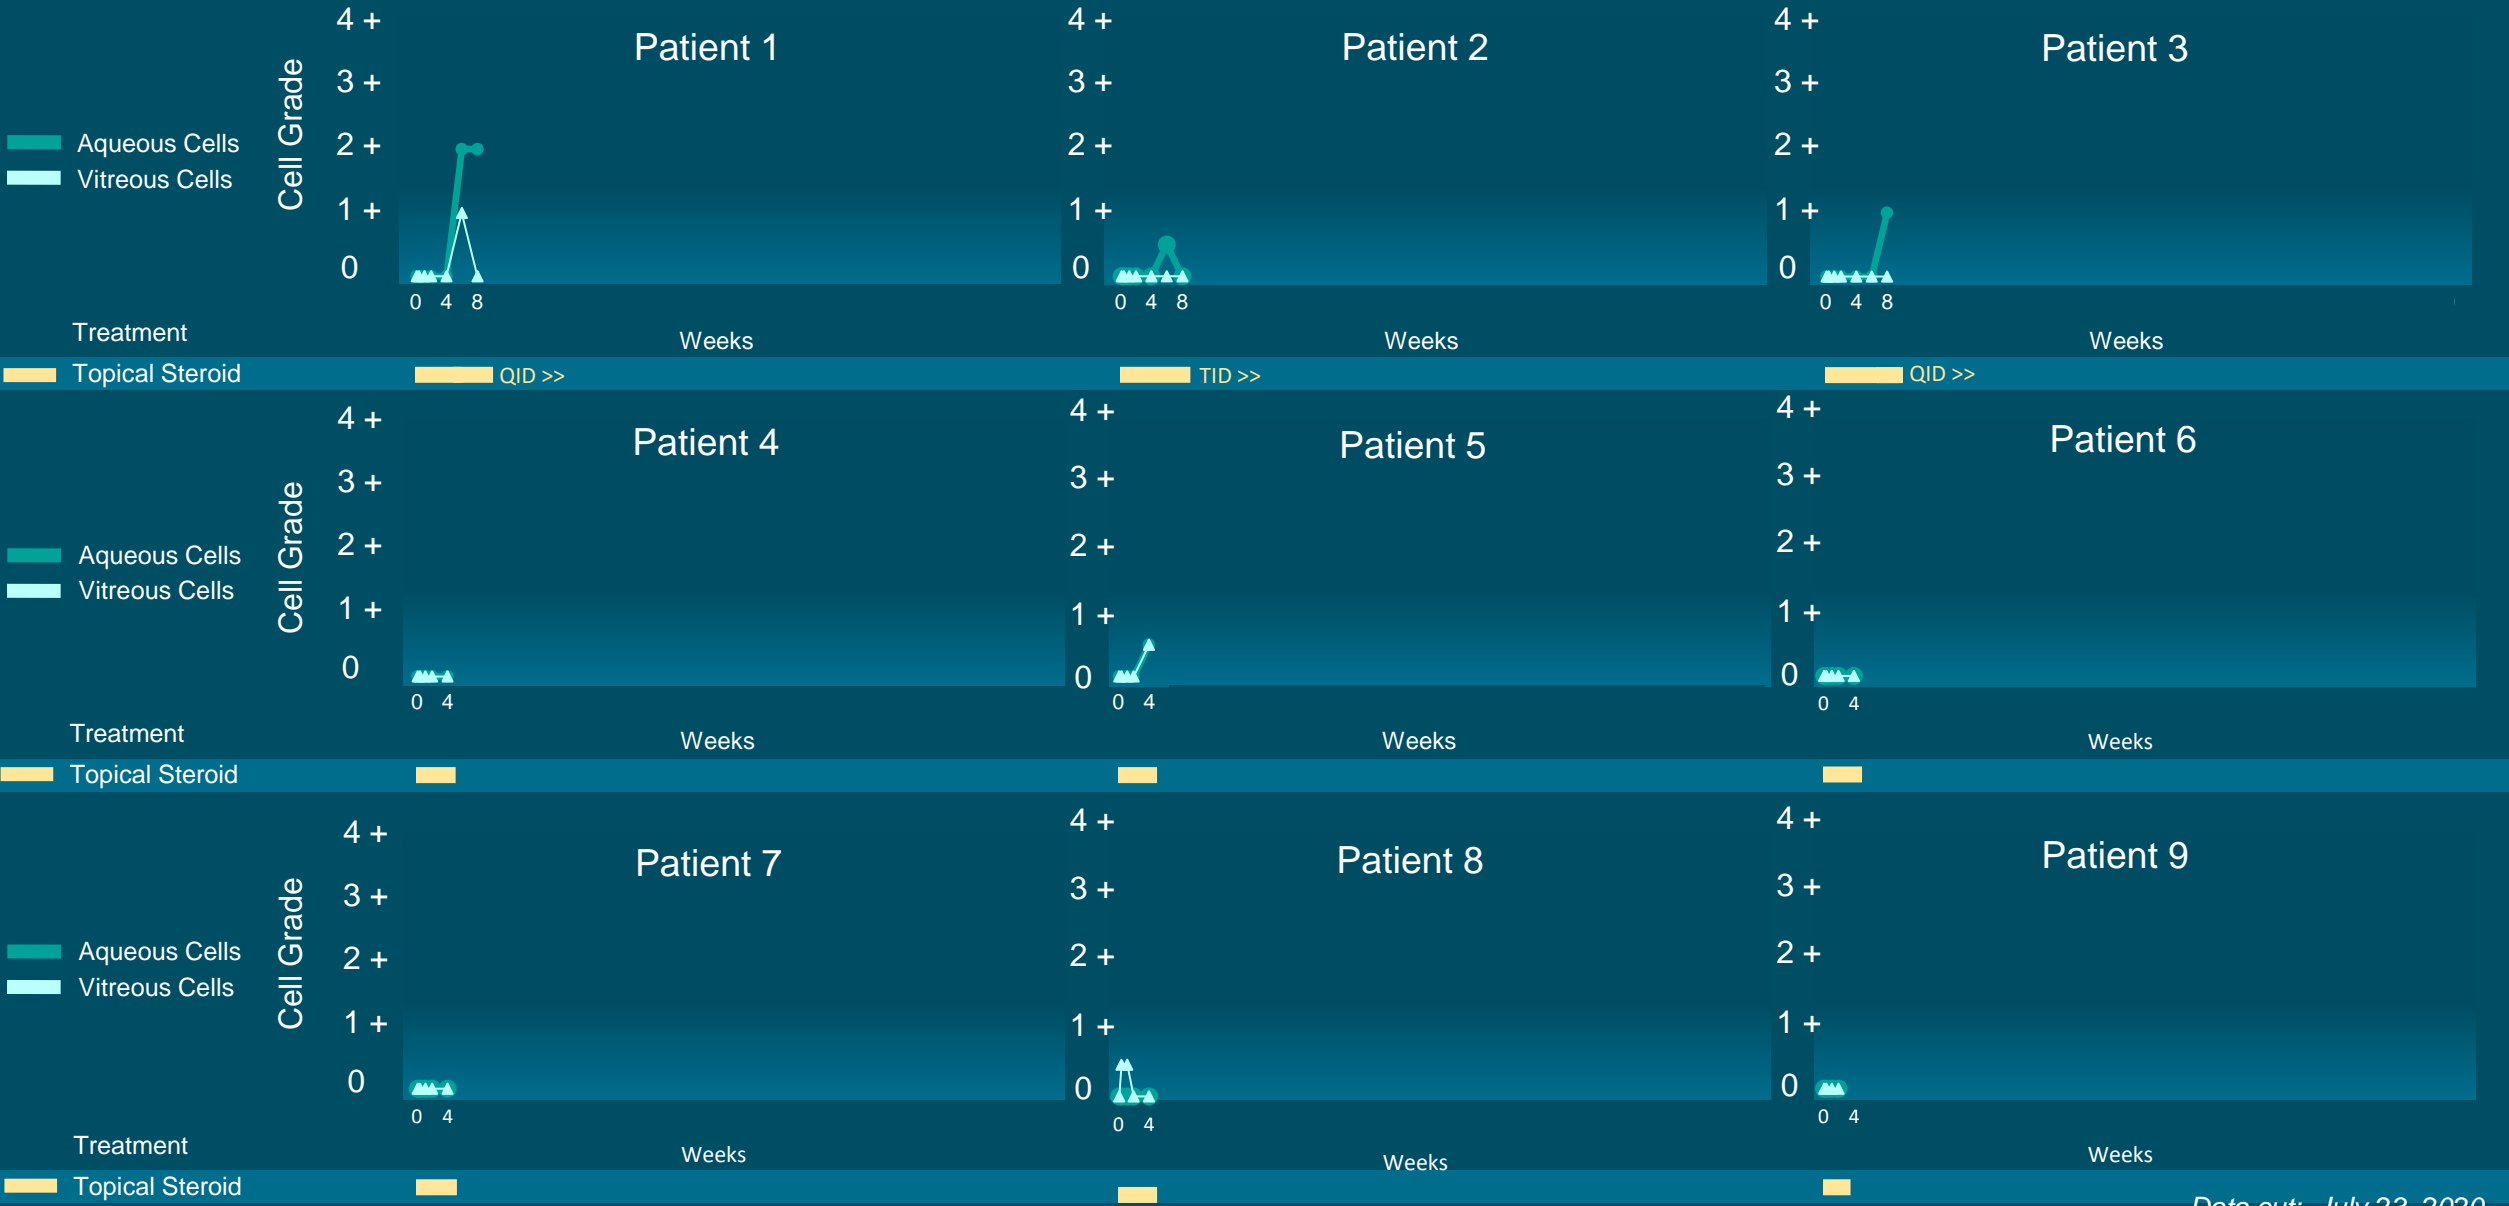 Patient 1
Patient 2
Patient 3
Cell Grade
4 +
3 +
2 +
1 +
0
4 +
3 +
2 +
1 +
0
4 +
3 +
2 +
1 +
0
Aqueous Cells
Vitreous Cells
0 4 8
0 4 8
0 4 8
Weeks
Weeks
Weeks
Treatment
Topical Steroid
QID >>
TID >>
QID >>
Patient 4
Patient 5
Patient 6
Cell Grade
4 +
3 +
2 +
1 +
0
4 +
3 +
2 +
1 +
0
4 +
3 +
2 +
1 +
0
Aqueous Cells
Vitreous Cells
0 4
0 4
0 4
Weeks
Weeks
Weeks
Treatment
Topical Steroid
Patient 7
Patient 8
Patient 9
Cell Grade
4 +
3 +
2 +
1 +
0
4 +
3 +
2 +
1 +
0
4 +
3 +
2 +
1 +
0
Aqueous Cells
Vitreous Cells
0 4
0 4
0 4
Weeks
Weeks
Weeks
Treatment
Topical Steroid
Data cut: July 23, 2020